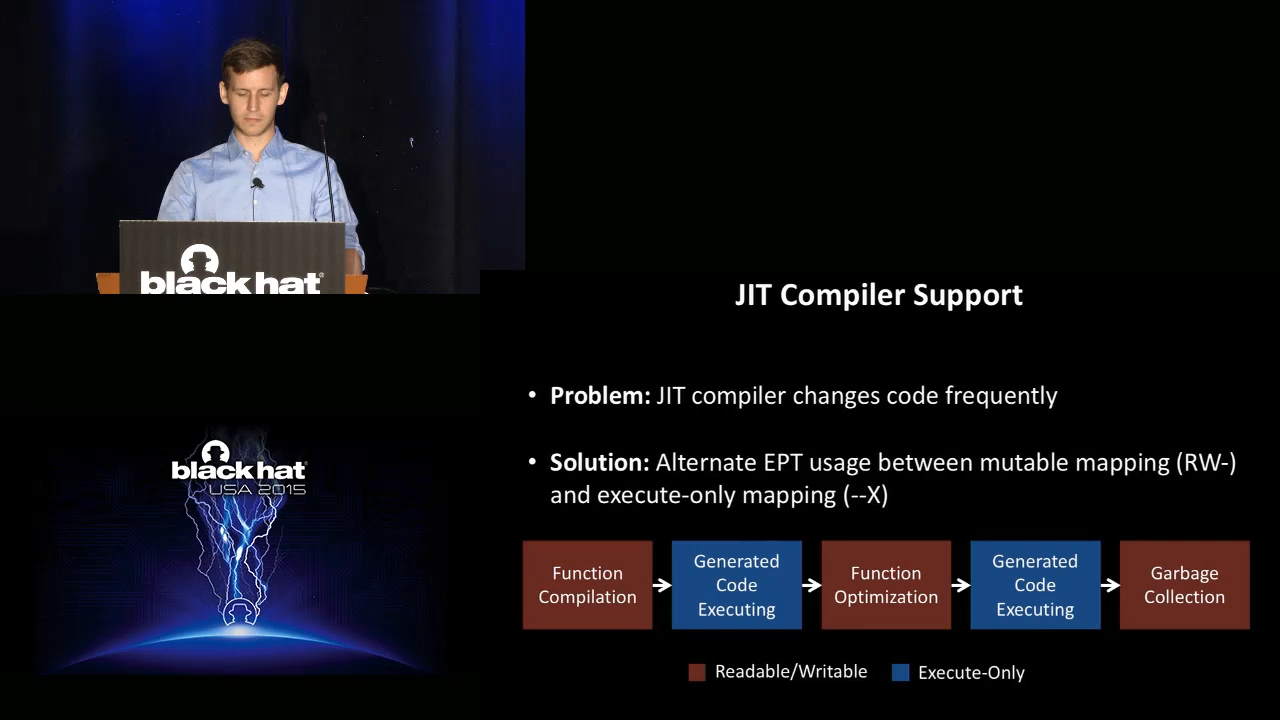 black hat
JIT Compiler Support
• Problem: JIT compiler changes code frequently
• Solution: Alternate EPT usage between mutable mapping (RW-)
and execute-only mapping (--X)
black hat
USA 2015
Function
Compilation
Generated
Code
Executing
Function
Optimization
Generated
Code
Executing
Garbage
Collection
Readable/Writable
Execute-Only